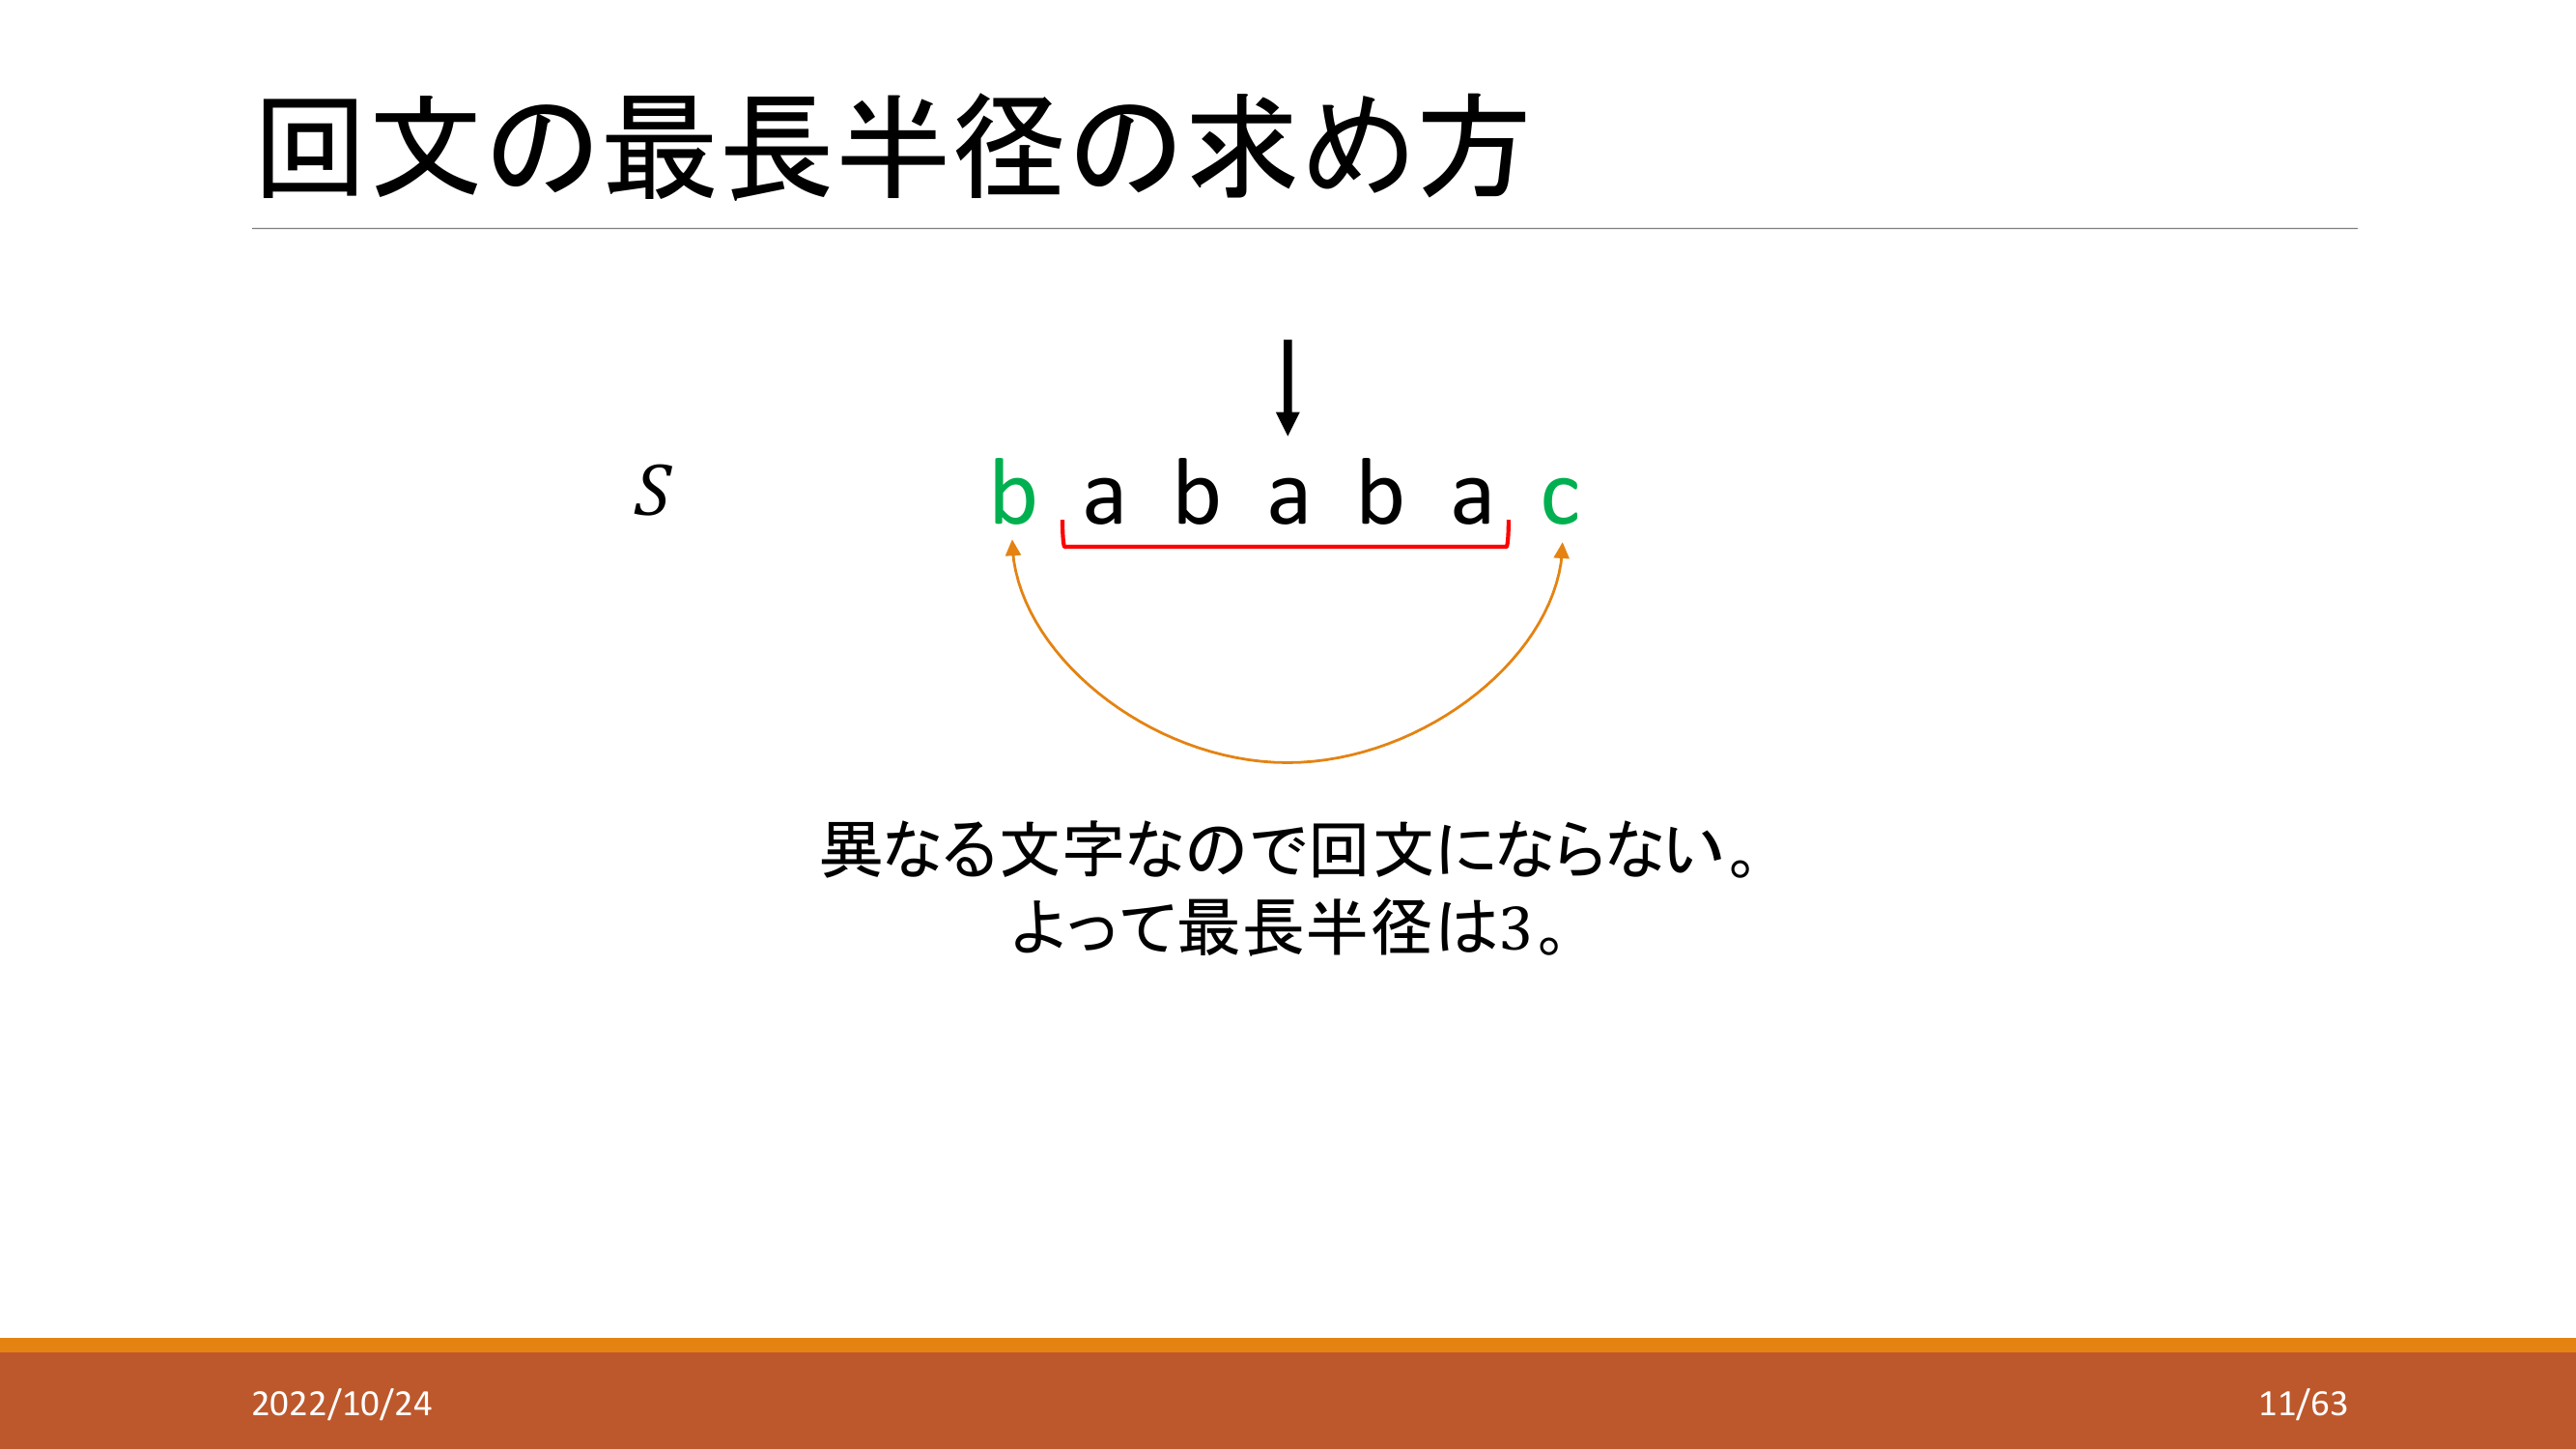 回文の最長半径の求め方
S b a b a b a c
異なる文字なので回文にならない。
よって最長半径は3。
2022/10/24 11/63